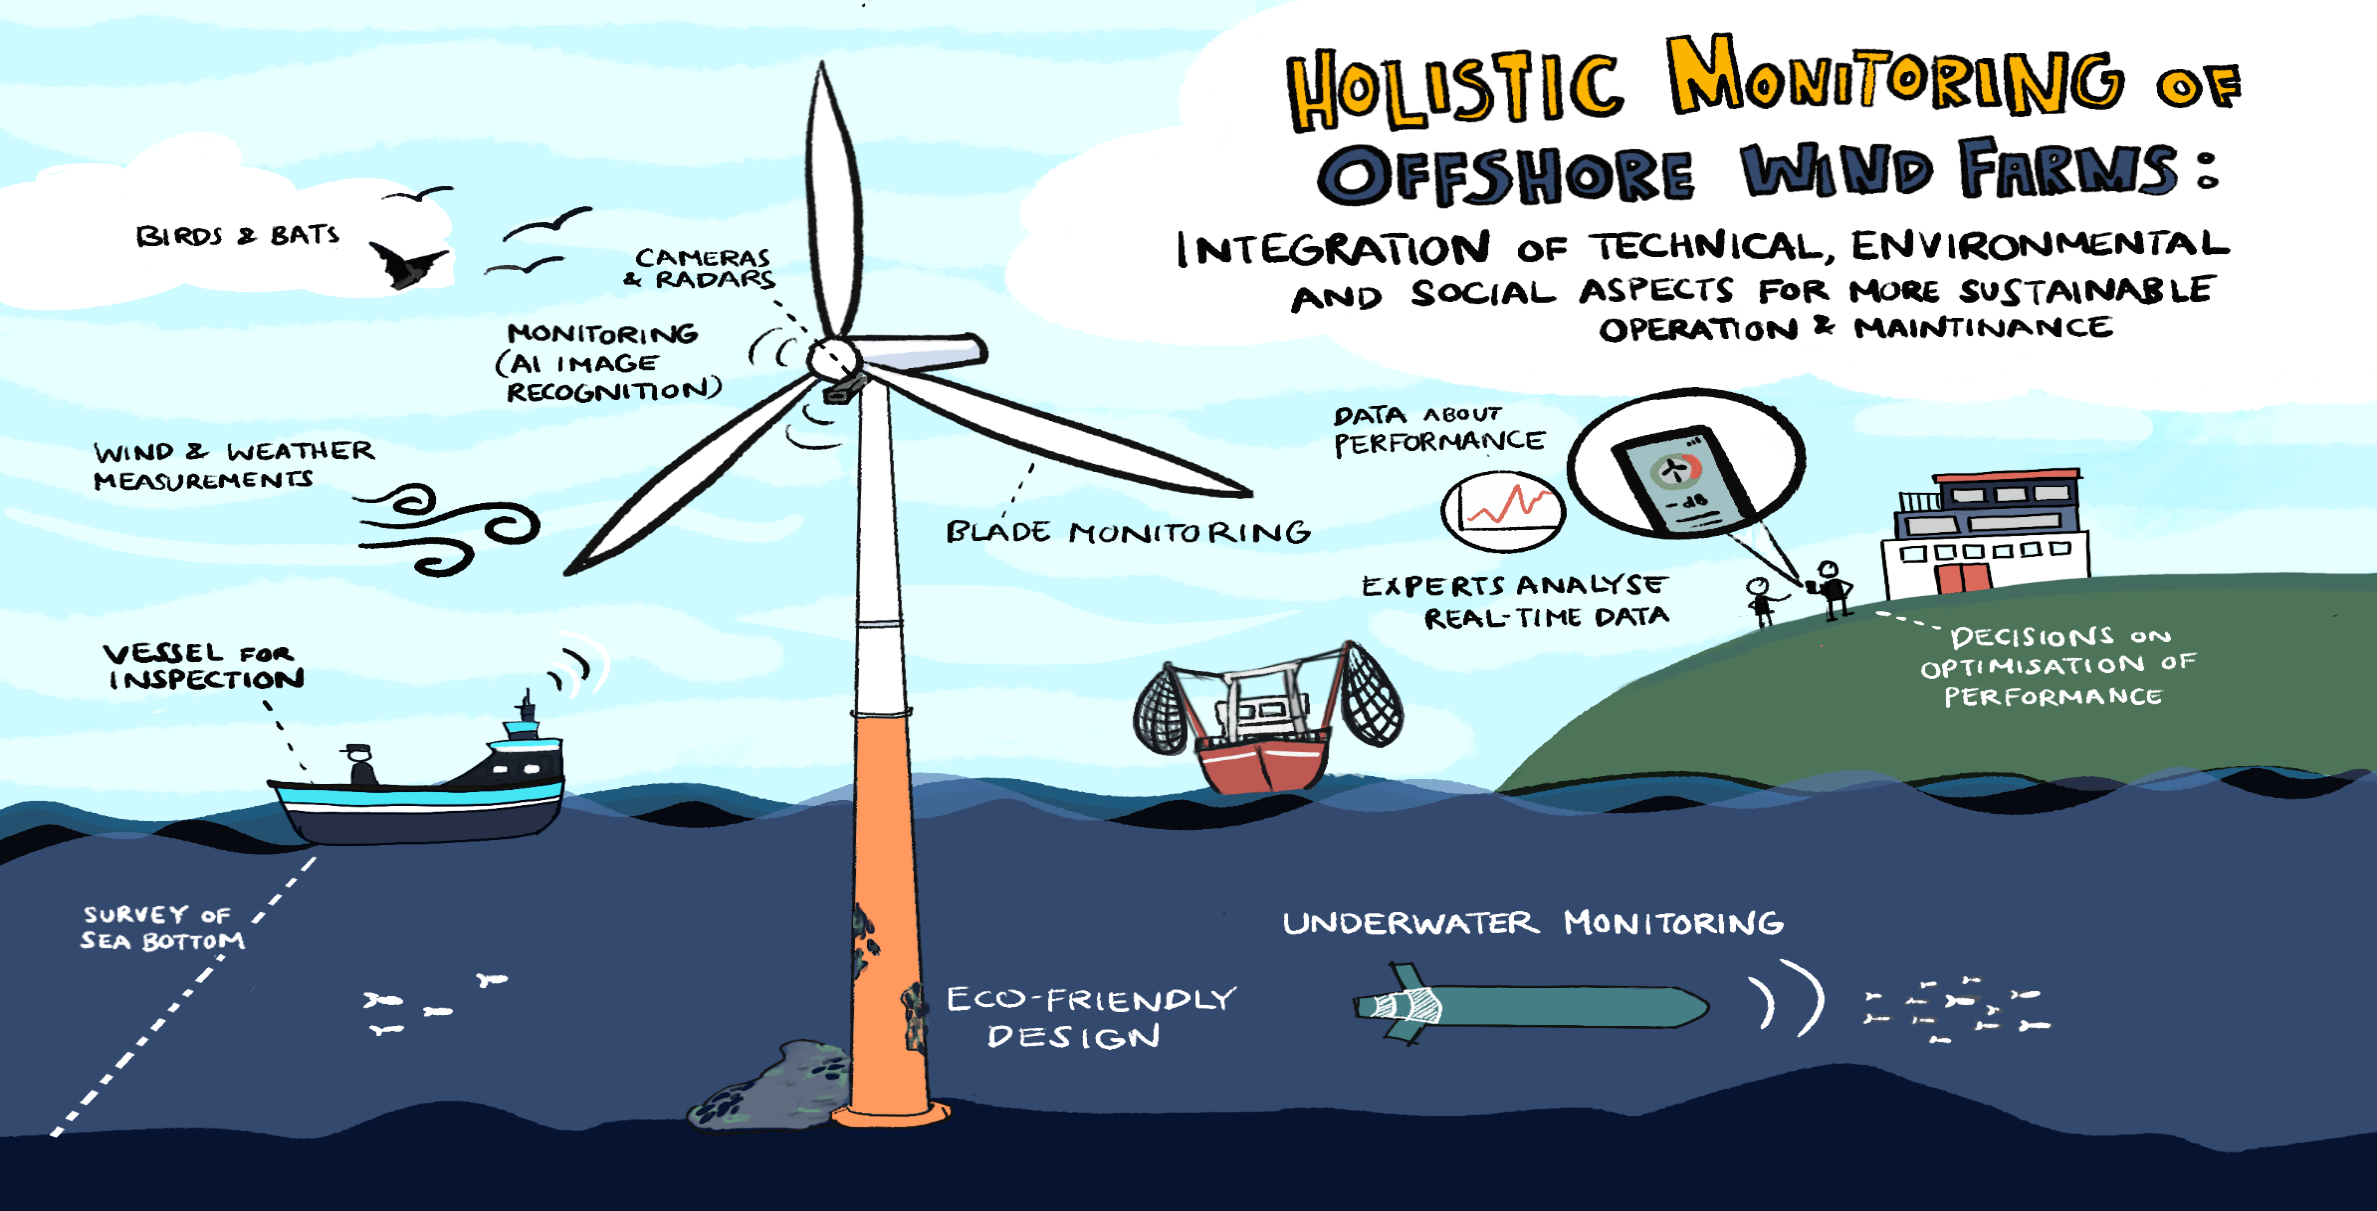 HOLISTIC MONITORING OF
OFFSHORE WIND FARMS:
INTEGRATION OF TECHNICAL, ENVIRONMENTAL
AND SOCIAL ASPECTS FOR MORE SUSTAINABLE
OPERATION & MAINTINANCE
BIRDS & BATS
CAMERAS
& RADARS
MONITORING
(AI IMAGE
RECOGNITION)
WIND & WEATHER
MEASUREMENTS
BLADE MONITORING
DATA ABOUT
PERFORMANCE
-dB
EXPERTS ANALYSE
REAL-TIME DATA
DECISIONS ON
OPTIMISATION OF
PERFORMANCE
VESSEL FOR
INSPECTION
SURVEY OF
SEA BOTTOM
ECO-FRIENDLY
DESIGN
UNDERWATER MONITORING